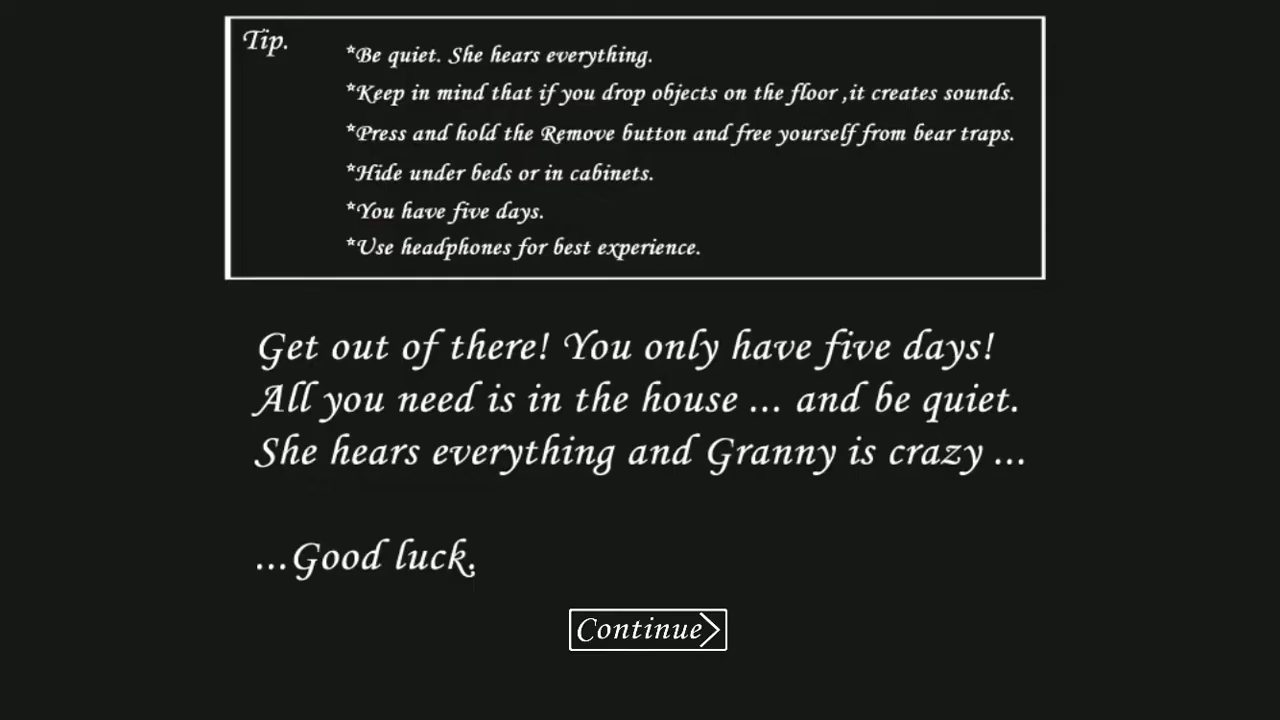 Tip.
*Be quiet. She hears everything.
*Keep in mind that if you drop objects on the floor ,it creates sounds.
*Press and hold the Remove button and free yourself from bear traps.
*Hide under beds or in cabinets.
*You have five days.
*Use headphones for best experience.
Get out of there! You only have five days!
All you need is in the house ... and be quiet.
She hears everything and Granny is crazy ...
...Good luck.
Continue